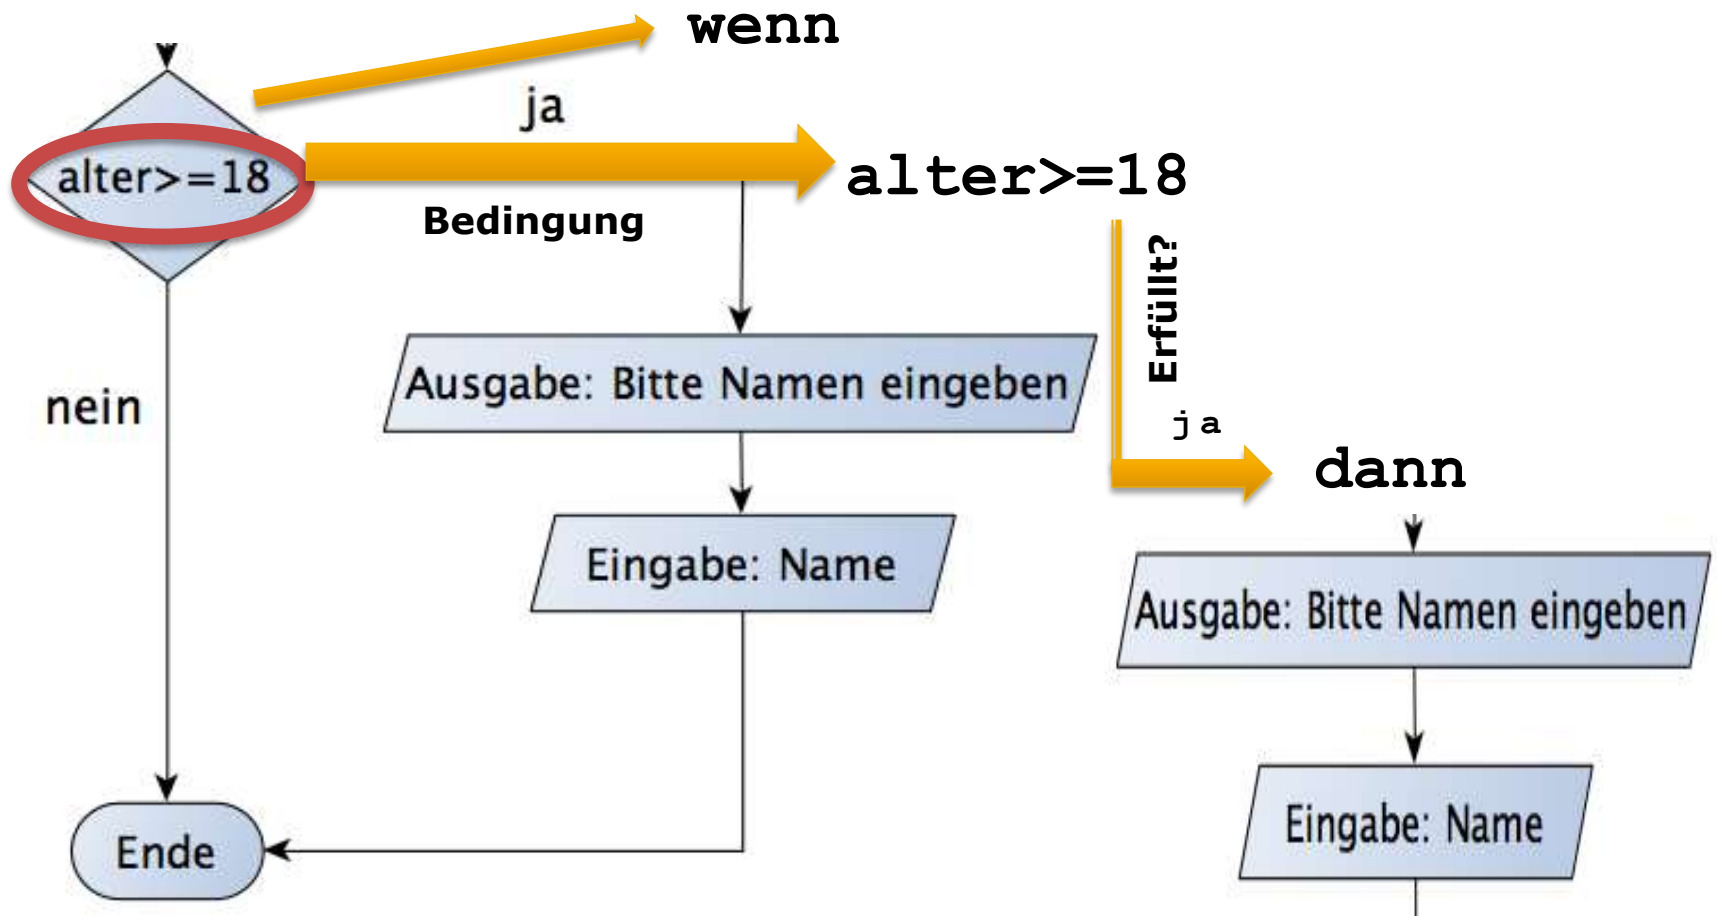 wenn
ja
alter>=18
alter>=18
Bedingung
Erfüllt?
nein
Ausgabe: Bitte Namen eingeben
ja
dann
Eingabe: Name
Ausgabe: Bitte Namen eingeben
Eingabe: Name
Ende